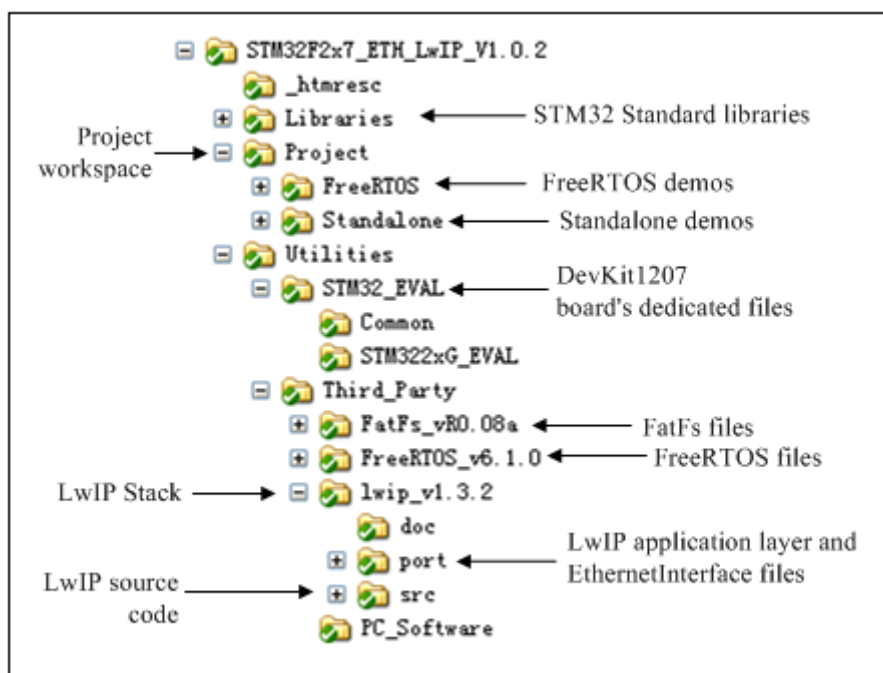 STM32F2x7_ETH_LwIP_V1.0.2
_htmresc
Libraries
STM32 Standard libraries
Project
workspace
Project
FreeRTOS
FreeRTOS demos
Standalone
Standalone demos
Utilities
STM32_EVAL
DevKit1207
board's dedicated files
Common
STM322xG_EVAL
Third_Party
FatFs_vR0.08a
FatFs files
FreeRTOS_v6.1.0
FreeRTOS files
LwIP Stack
lwip_v1.3.2
doc
port
LwIP application layer and
EthernetInterface files
LwIP source
code
src
PC_Software